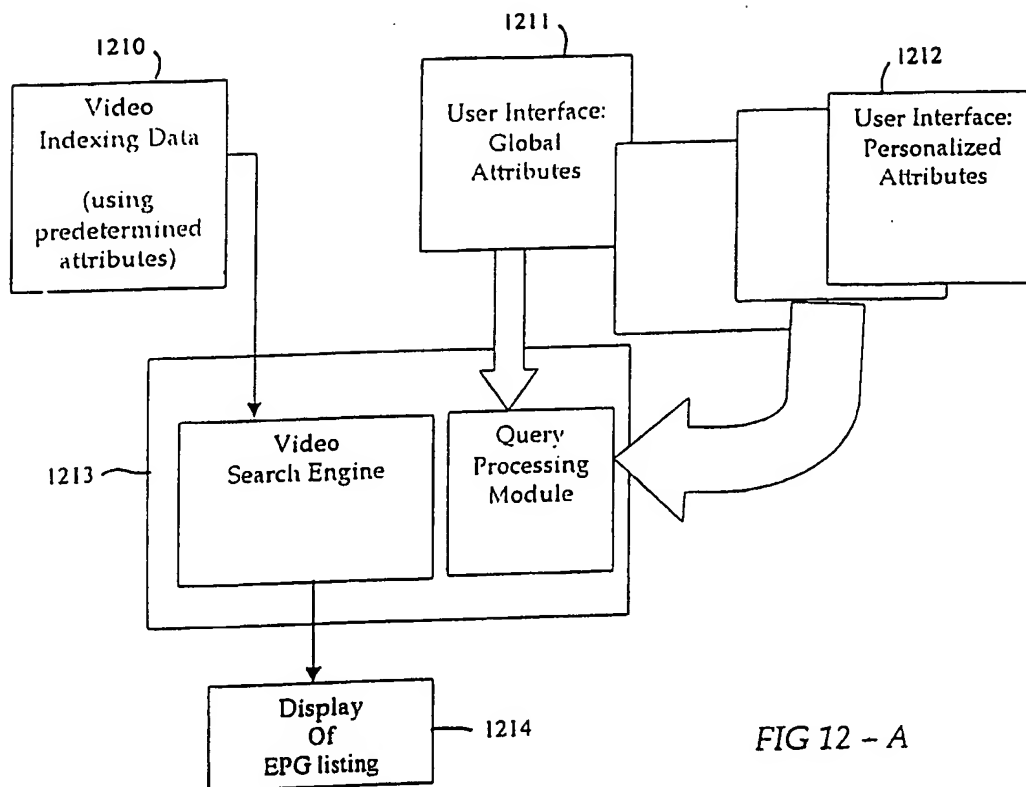 1210
Video
Indexing Data
(using
predetermined
attributes)
1211
User Interface:
Global
Attributes
1212
User Interface:
Personalized
Attributes
1213
Video
Search Engine
Query
Processing
Module
Display
Of
EPG listing
1214
FIG 12 – A